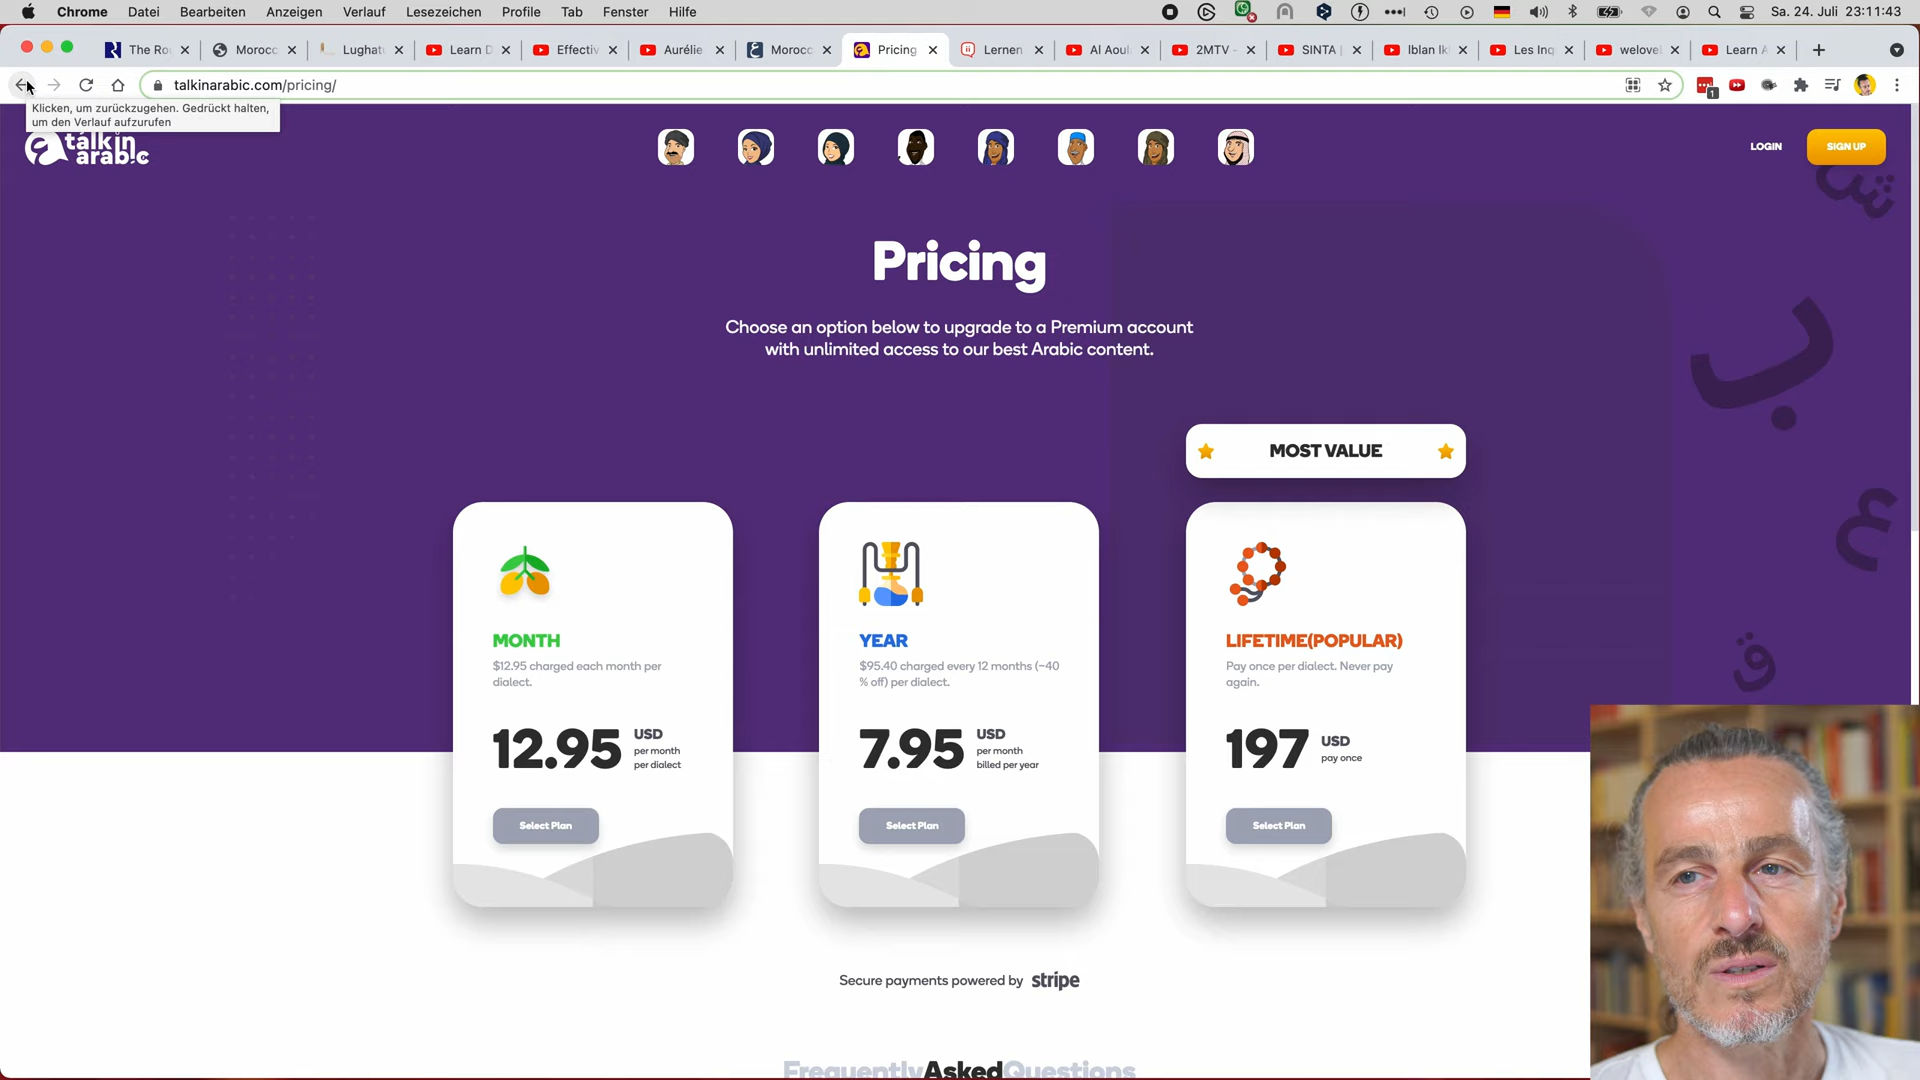 Chrome Datei Bearbeiten Anzeigen Verlauf Lesezeichen Profile Tab Fenster Hilfe
Sa. 24. Juli 23:11:43
The Ro
Morocc
Lughat
Learn D
Effectiv
Aurélie
Morocc
Pricing
Lernen
Al Aoul
2MTV -
SINTA |
Iblan Ik
Les Inq
welovel
Learn A
talkinarabic.com/pricing/
1
Klicken, um zurückzugehen. Gedrückt halten,
um den Verlauf aufzurufen
talkin
arabic
LOGIN
SIGN UP
ش
Pricing
Choose an option below to upgrade to a Premium account
with unlimited access to our best Arabic content.
ب
MOST VALUE
ع
MONTH
$12.95 charged each month per
dialect.
12.95 USD
per month
per dialect
Select Plan
YEAR
$95.40 charged every 12 months (~40
% off) per dialect.
7.95 USD
per month
billed per year
Select Plan
LIFETIME(POPULAR)
Pay once per dialect. Never pay
again.
197 USD
pay once
Select Plan
ق
Secure payments powered by stripe
FrequentlyAskedQuestions